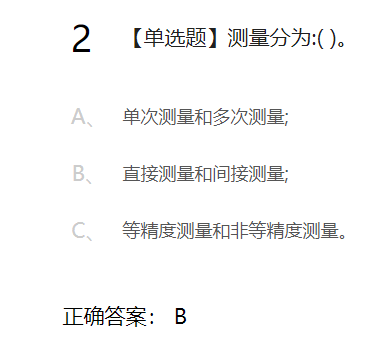 2 【单选题】测量分为:( )。
A、 单次测量和多次测量;
B、 直接测量和间接测量;
C、 等精度测量和非等精度测量。
正确答案： B